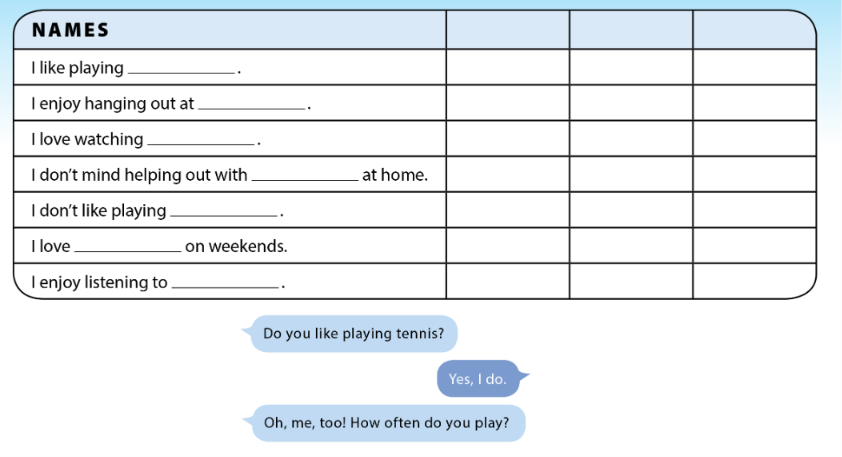 NAMES
I like playing ____________.
I enjoy hanging out at ____________.
I love watching ____________.
I don't mind helping out with ____________ at home.
I don't like playing ____________.
I love ____________ on weekends.
I enjoy listening to ____________.
Do you like playing tennis?
Yes, I do.
Oh, me, too! How often do you play?